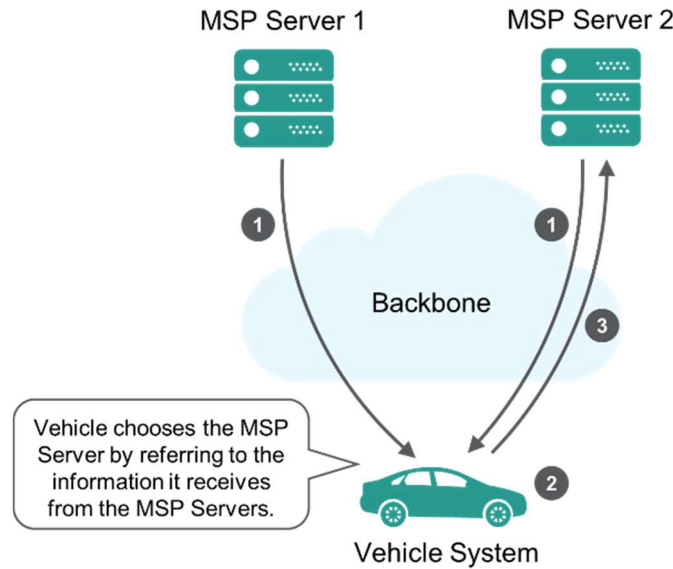 MSP Server 1
MSP Server 2
1
1
Backbone
3
Vehicle chooses the MSP
Server by referring to the
information it receives
from the MSP Servers.
2
Vehicle System